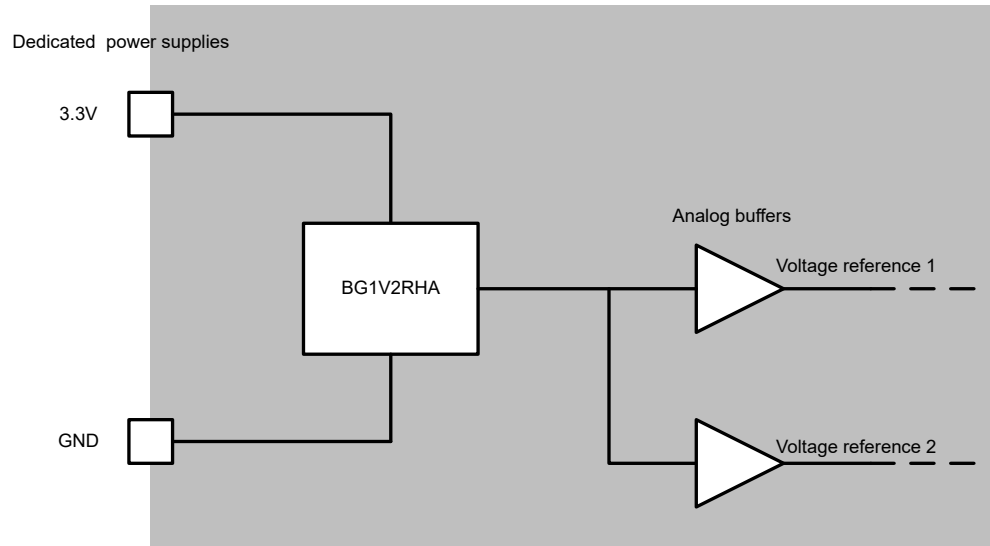 Dedicated power supplies
3.3V
Analog buffers
Voltage reference 1
BG1V2RHA
GND
Voltage reference 2